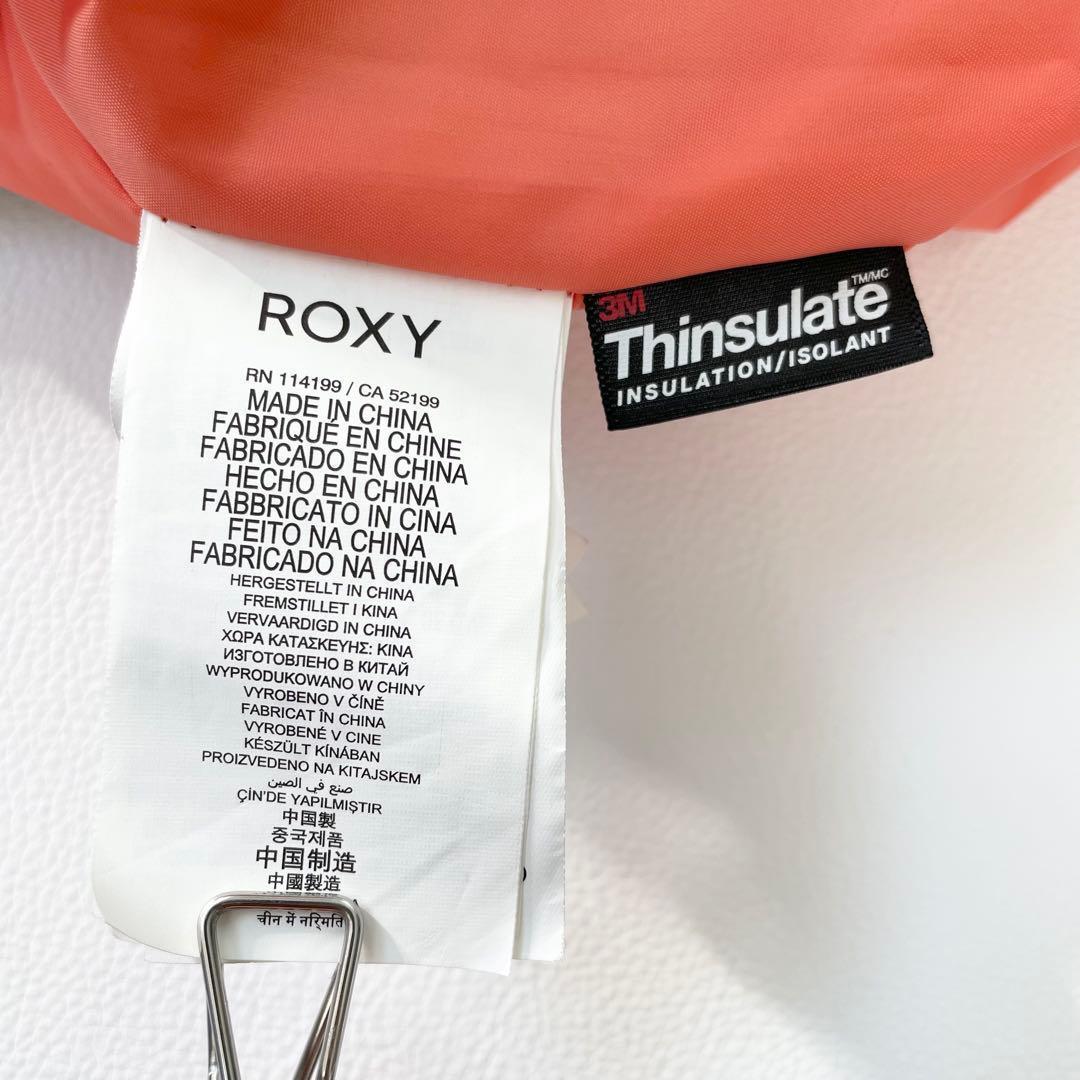 ROXY
RN 114199 / CA 52199
MADE IN CHINA
FABRIQUÉ EN CHINE
FABRICADO EN CHINA
HECHO EN CHINA
FABBRICATO IN CINA
FEITO NA CHINA
FABRICADO NA CHINA
HERGESTELLT IN CHINA
FREMSTILLET I KINA
VERVAARDIGD IN CHINA
ΧΩΡΑ ΚΑΤΑΣΚΕΥΗΣ: ΚΙΝΑ
ИЗГОТОВЛЕНО В КИТАЙ
WYPRODUKOWANO W CHINY
VYROBENO V ČÍNĚ
FABRICAT ÎN CHINA
VYROBENÉ V CINE
KÉSZÜLT KÍNÁBAN
PROIZVEDENO NA KITAJSKEM
صنع في الصين
ÇİN'DE YAPILMIŞTIR
中国製
중국제품
中国制造
中國製造
चीन में नर्िमति
3M
Thinsulate TM/MC
INSULATION/ISOLANT